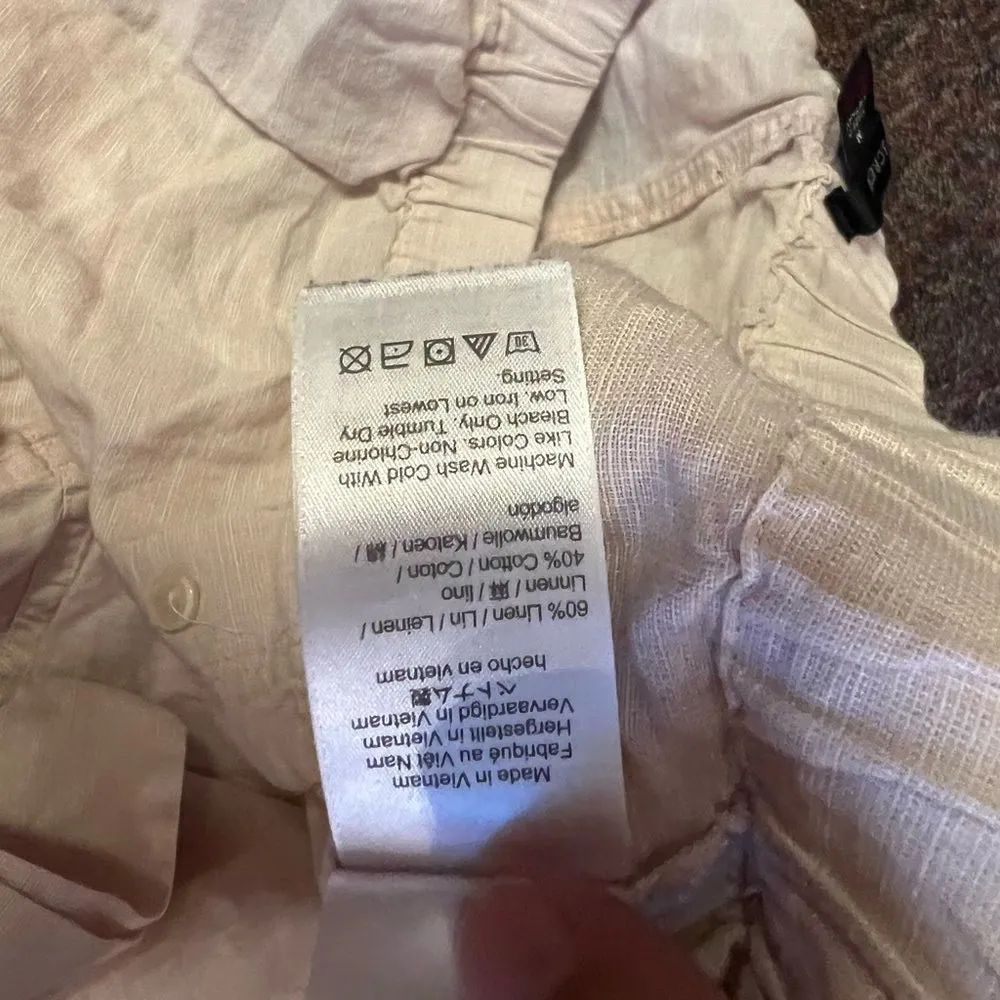 Made in Vietnam
Fabriqué au Viêt Nam
Hergestellt in Vietnam
Vervaardigd in Vietnam
ベトナム製
hecho en vietnam
60% Linen / Lin / Leinen /
Linnen / 麻 / lino
40% Cotton / Coton /
Baumwolle / Katoen / 綿 /
algodón
Machine Wash Cold With
Like Colors. Non-Chlorine
Bleach Only. Tumble Dry
Low. Iron on Lowest
Setting.
30